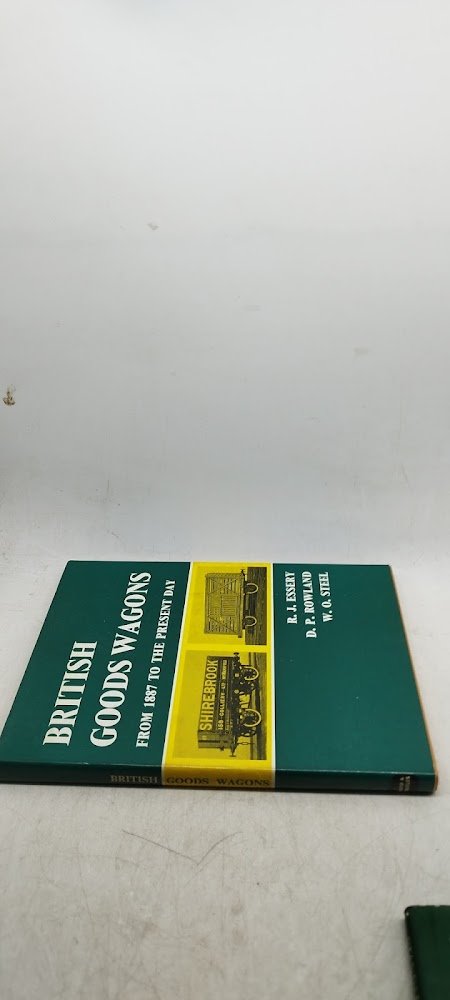 BRITISH
GOODS WAGONS
FROM 1887 TO THE PRESENT DAY
SHIREBROOK
R. J. ESSERY
D. P. ROWLAND
W. O. STEEL
BRITISH GOODS WAGONS